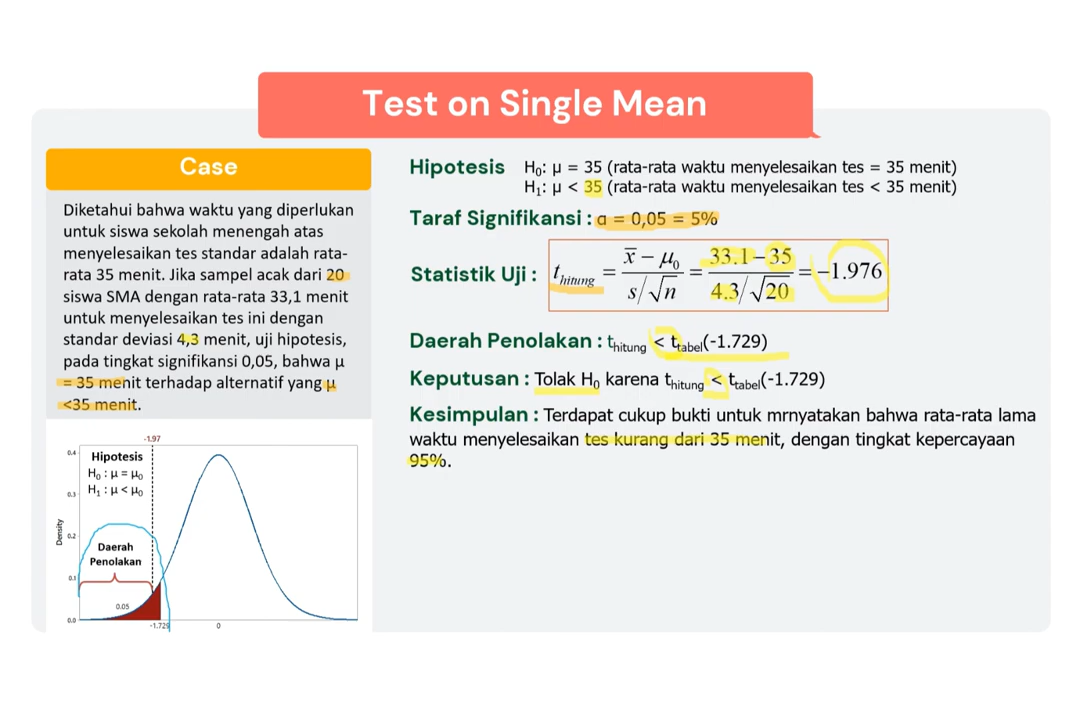 Test on Single Mean
Case
Diketahui bahwa waktu yang diperlukan
untuk siswa sekolah menengah atas
menyelesaikan tes standar adalah rata-
rata 35 menit. Jika sampel acak dari 20
siswa SMA dengan rata-rata 33,1 menit
untuk menyelesaikan tes ini dengan
standar deviasi 4,3 menit, uji hipotesis,
pada tingkat signifikansi 0,05, bahwa μ
= 35 menit terhadap alternatif yang μ
<35 menit.
-1.97
Hipotesis
H₀ : μ = μ₀
H₁ : μ < μ₀
Density
0.4
0.3
0.2
0.1
0.0
Daerah
Penolakan
0.05
-1.729
0
Hipotesis H₀: μ = 35 (rata-rata waktu menyelesaikan tes = 35 menit)
H₁: μ < 35 (rata-rata waktu menyelesaikan tes < 35 menit)
Taraf Signifikansi : α = 0,05 = 5%
Statistik Uji : t_hitung = (x̅ − μ₀)/(s/√n) = (33.1−35)/(4.3/√20) = −1.976
Daerah Penolakan : t_hitung < t_tabel(-1.729)
Keputusan : Tolak H₀ karena t_hitung < t_tabel(-1.729)
Kesimpulan : Terdapat cukup bukti untuk mrnyatakan bahwa rata-rata lama
waktu menyelesaikan tes kurang dari 35 menit, dengan tingkat kepercayaan
95%.